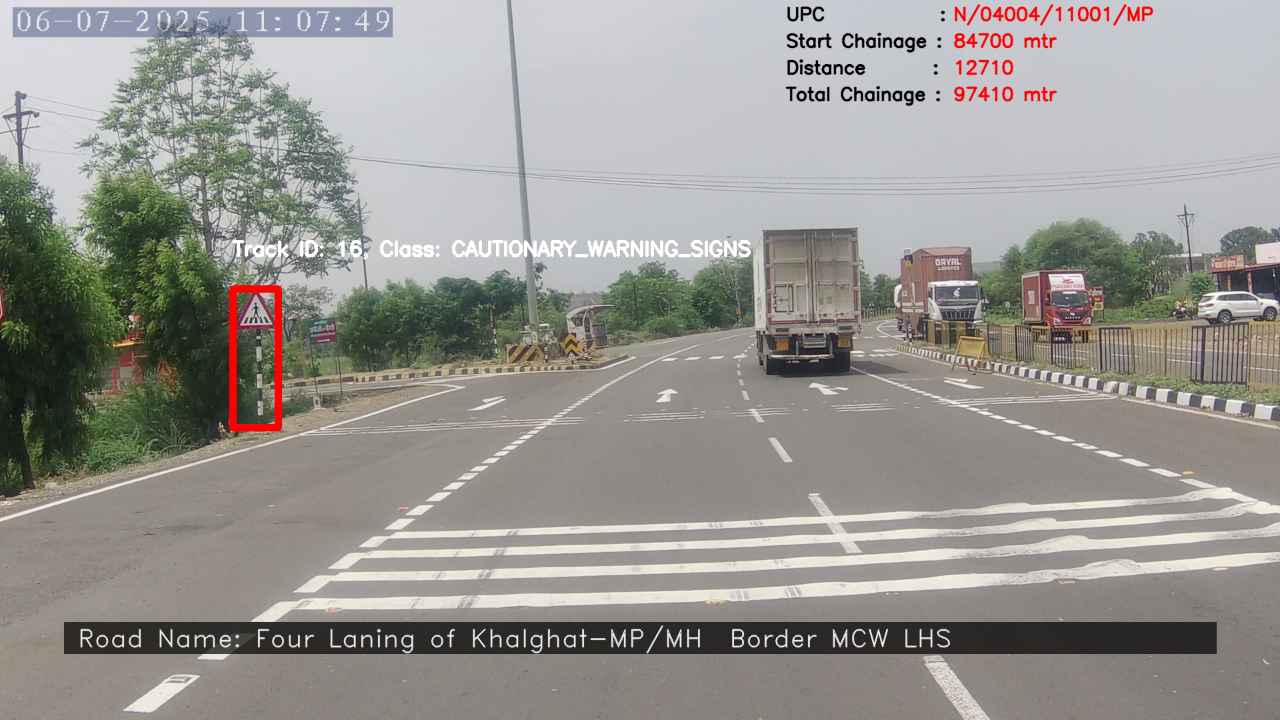 06-07-2025 11:07:49
UPC : N/04004/11001/MP
Start Chainage : 84700 mtr
Distance : 12710
Total Chainage : 97410 mtr
Track ID: 16, Class: CAUTIONARY_WARNING_SIGNS
DAYAL
Road Name: Four Laning of Khalghat-MP/MH Border MCW LHS